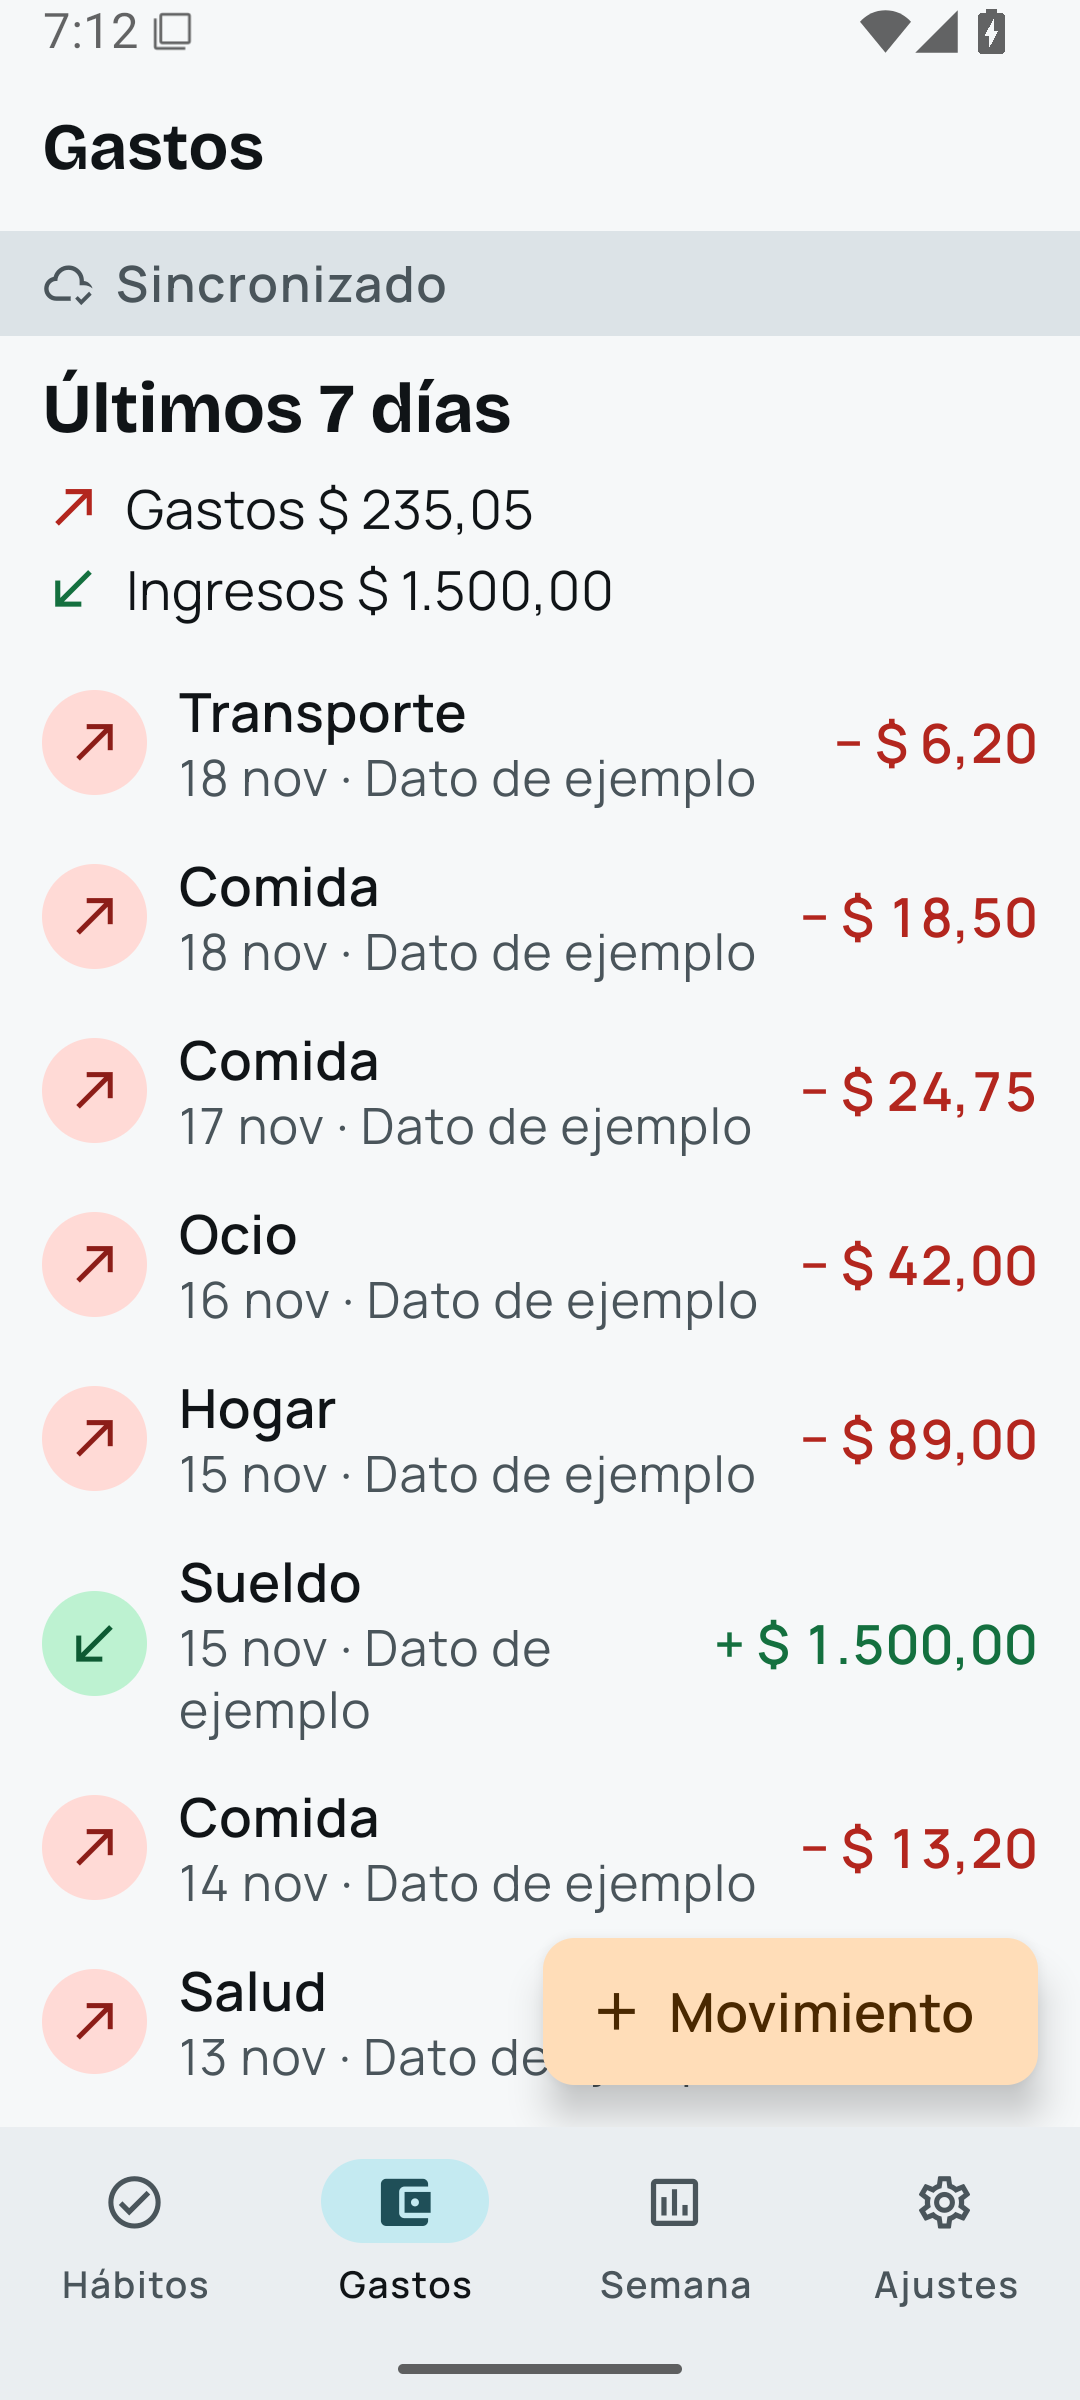 7:12
Gastos
Sincronizado
Últimos 7 días
Gastos $ 235,05
Ingresos $ 1.500,00
Transporte
18 nov · Dato de ejemplo
− $ 6,20
Comida
18 nov · Dato de ejemplo
− $ 18,50
Comida
17 nov · Dato de ejemplo
− $ 24,75
Ocio
16 nov · Dato de ejemplo
− $ 42,00
Hogar
15 nov · Dato de ejemplo
− $ 89,00
Sueldo
15 nov · Dato de
ejemplo
+ $ 1.500,00
Comida
14 nov · Dato de ejemplo
− $ 13,20
Salud
13 nov · Dato de
+ Movimiento
Hábitos
Gastos
Semana
Ajustes